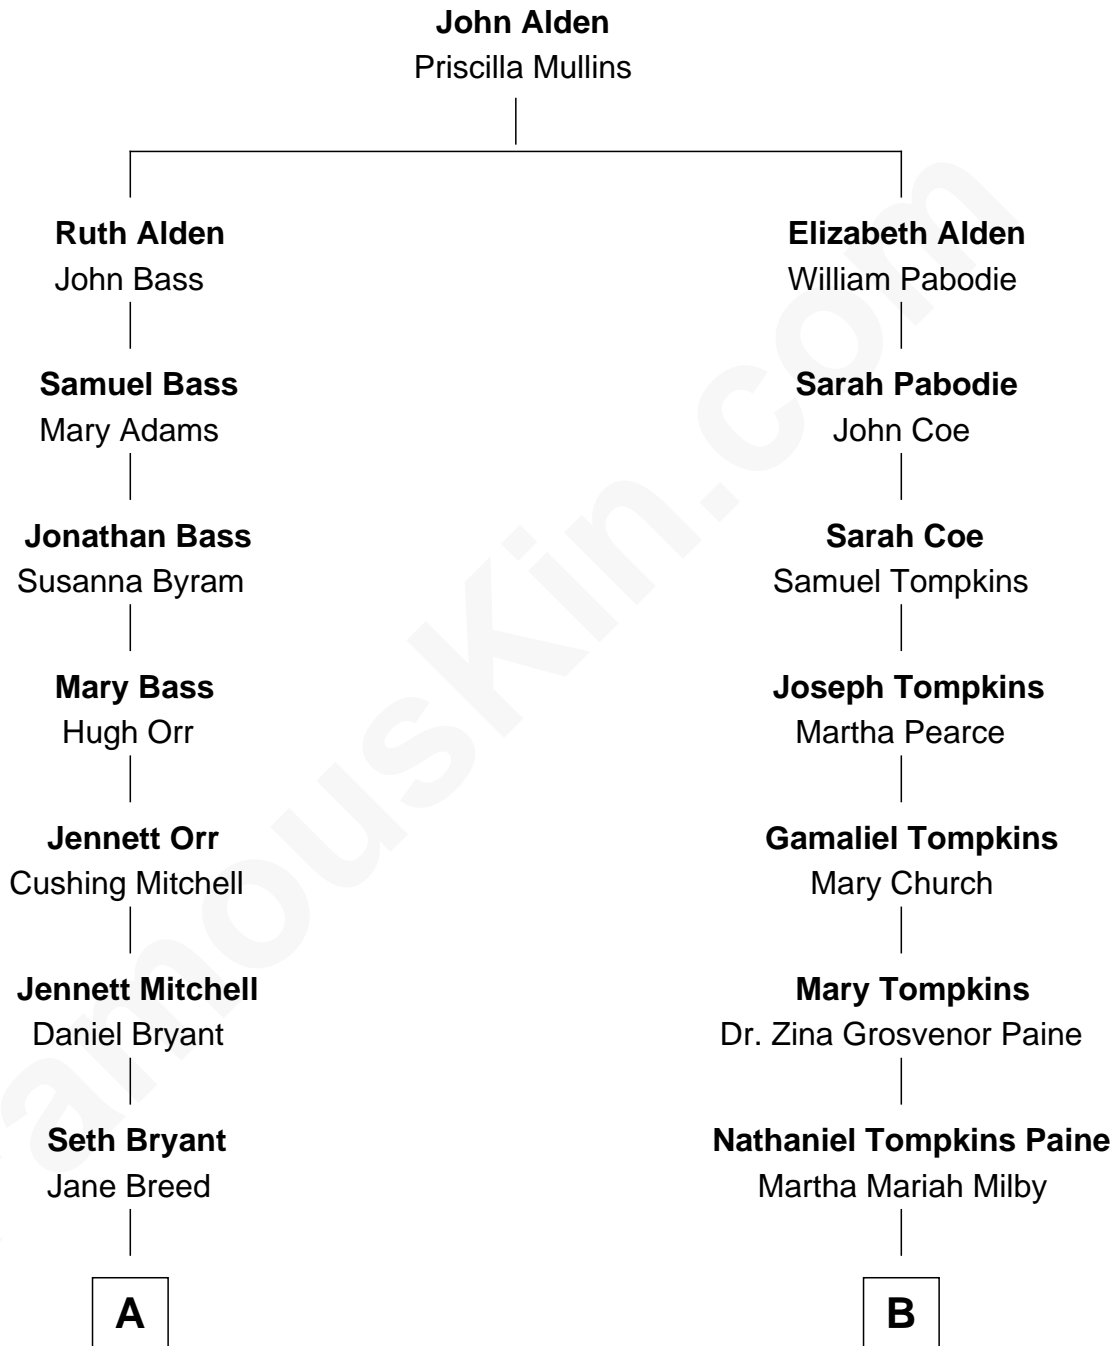 John Alden
Priscilla Mullins
Ruth Alden
John Bass
Elizabeth Alden
William Pabodie
Samuel Bass
Mary Adams
Sarah Pabodie
John Coe
Jonathan Bass
Susanna Byram
Sarah Coe
Samuel Tompkins
Mary Bass
Hugh Orr
Joseph Tompkins
Martha Pearce
Jennett Orr
Cushing Mitchell
Gamaliel Tompkins
Mary Church
Jennett Mitchell
Daniel Bryant
Mary Tompkins
Dr. Zina Grosvenor Paine
Seth Bryant
Jane Breed
Nathaniel Tompkins Paine
Martha Mariah Milby
A
B
amousKin.com